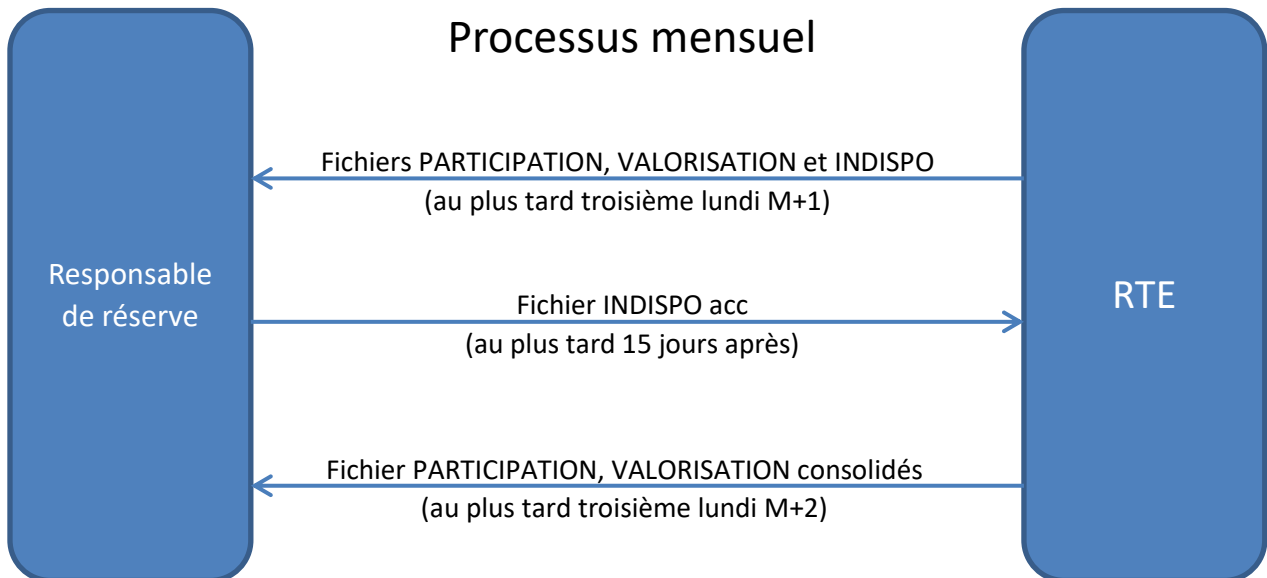 Processus mensuel
Fichiers PARTICIPATION, VALORISATION et INDISPO
(au plus tard troisième lundi M+1)
Responsable
de réserve
Fichier INDISPO acc
(au plus tard 15 jours après)
RTE
Fichier PARTICIPATION, VALORISATION consolidés
(au plus tard troisième lundi M+2)